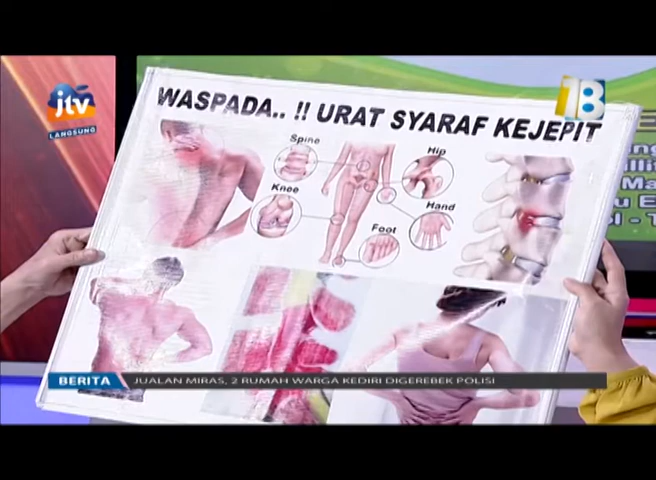 jtv
LANGSUNG
18
WASPADA.. !! URAT SYARAF KEJEPIT
Spine
Hip
Knee
Hand
Foot
BERITA
JUALAN MIRAS, 2 RUMAH WARGA KEDIRI DIGEREBEK POLISI